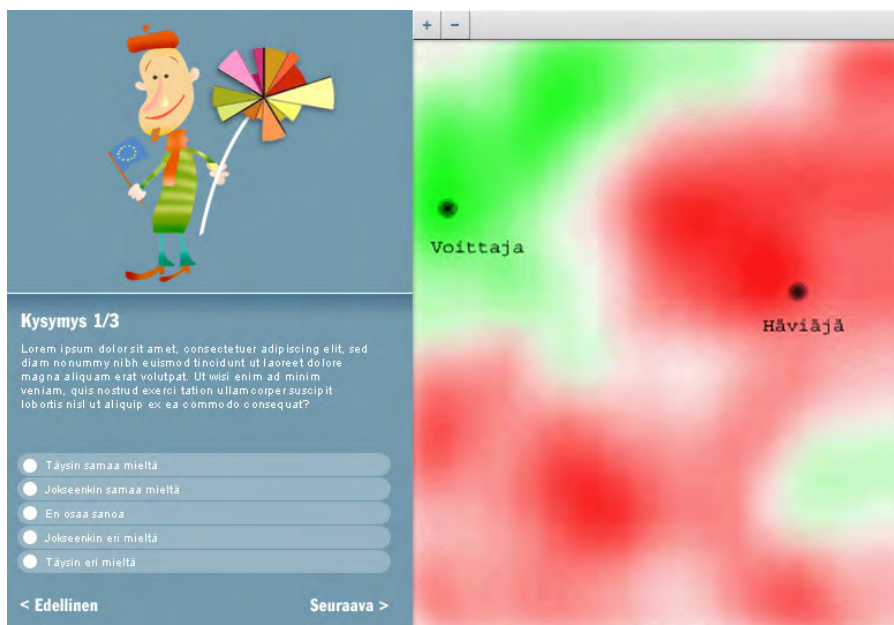 Kysymys 1/3
Lorem ipsum dolor sit amet, consectetuer adipiscing elit, sed
diam nonummy nibh euismod tincidunt ut laoreet dolore
magna aliquam erat volutpat. Ut wisi enim ad minim
veniam, quis nostrud exerci tation ullamcorper suscipit
lobortis nisl ut aliquip ex ea commodo consequat?
Täysin samaa mieltä
Jokseenkin samaa mieltä
En osaa sanoa
Jokseenkin eri mieltä
Täysin eri mieltä
< Edellinen
Seuraava >
+ −
Voittaja
Häviäjä